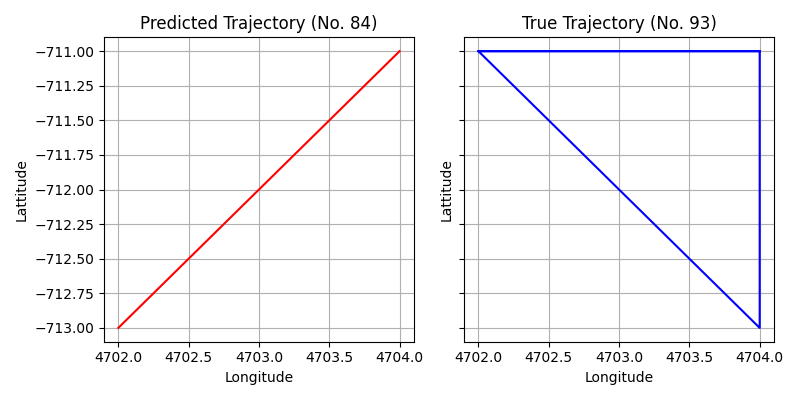 Predicted Trajectory (No. 84)
True Trajectory (No. 93)
−711.00
−711.25
−711.50
−711.75
−712.00
−712.25
−712.50
−712.75
−713.00
Lattitude
Lattitude
4702.0 4702.5 4703.0 4703.5 4704.0
4702.0 4702.5 4703.0 4703.5 4704.0
Longitude
Longitude